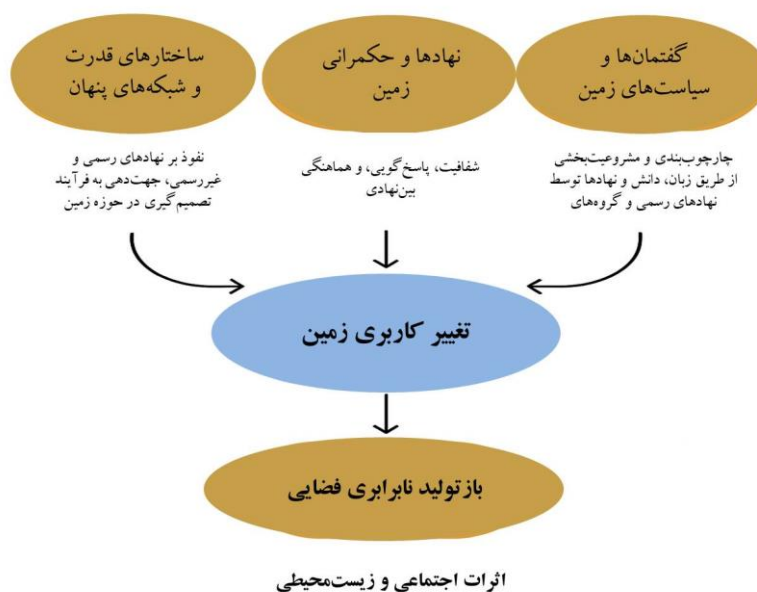 گفتمان‌ها و
سیاست‌های زمین
نهادها و حکمرانی
زمین
ساختارهای قدرت
و شبکه‌های پنهان
چارچوب‌بندی و مشروعیت‌بخشی
از طریق زبان، دانش و نهادها توسط
نهادهای رسمی و گروه‌های
شفافیت، پاسخ‌گویی، و هماهنگی
بین‌نهادی
نفوذ بر نهادهای رسمی و
غیررسمی، جهت‌دهی به فرآیند
تصمیم‌گیری در حوزه زمین
تغییر کاربری زمین
بازتولید نابرابری فضایی
اثرات اجتماعی و زیست‌محیطی